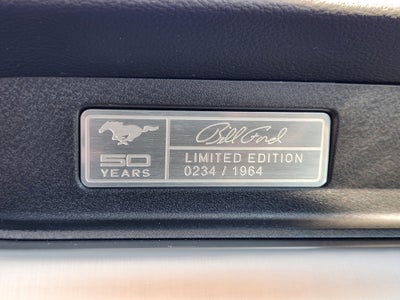 50
YEARS
Bill Ford
LIMITED EDITION
0234 / 1964